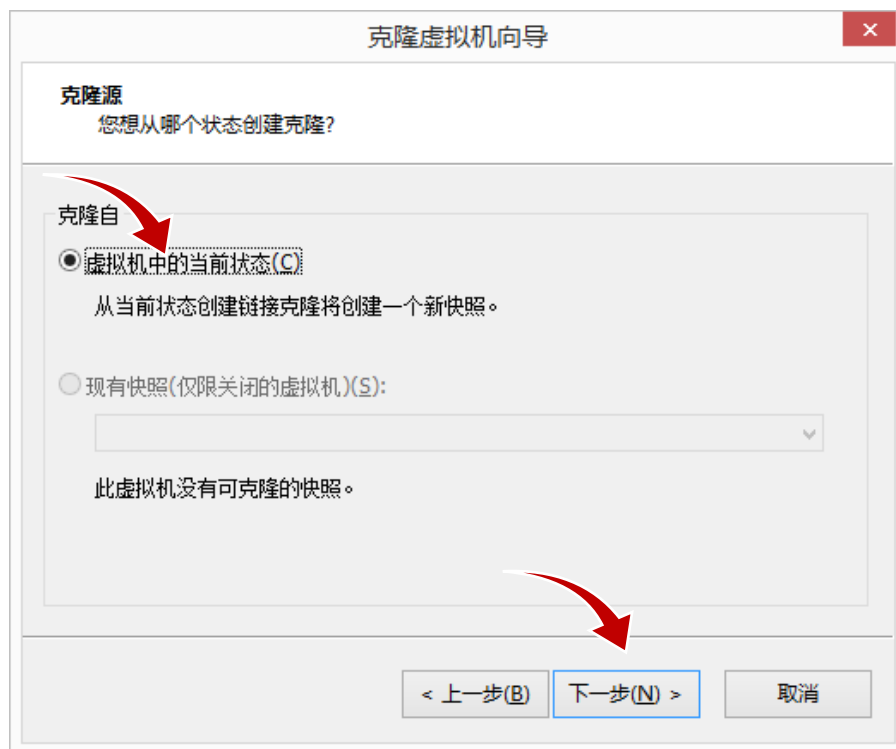 克隆虚拟机向导
克隆源
您想从哪个状态创建克隆?
克隆自
虚拟机中的当前状态(C)
从当前状态创建链接克隆将创建一个新快照。
现有快照(仅限关闭的虚拟机)(S):
此虚拟机没有可克隆的快照。
< 上一步(B) 下一步(N) > 取消